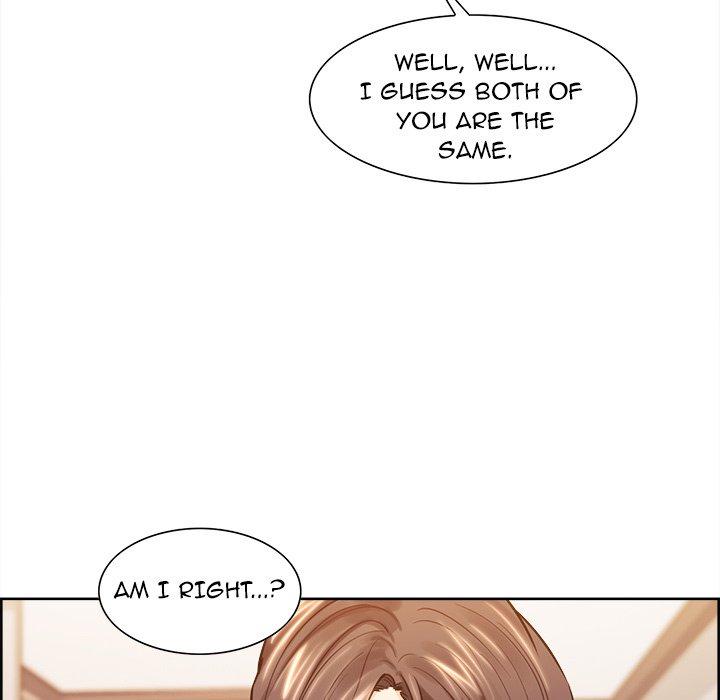 WELL, WELL...
I GUESS BOTH OF
YOU ARE THE
SAME.
AM I RIGHT...?